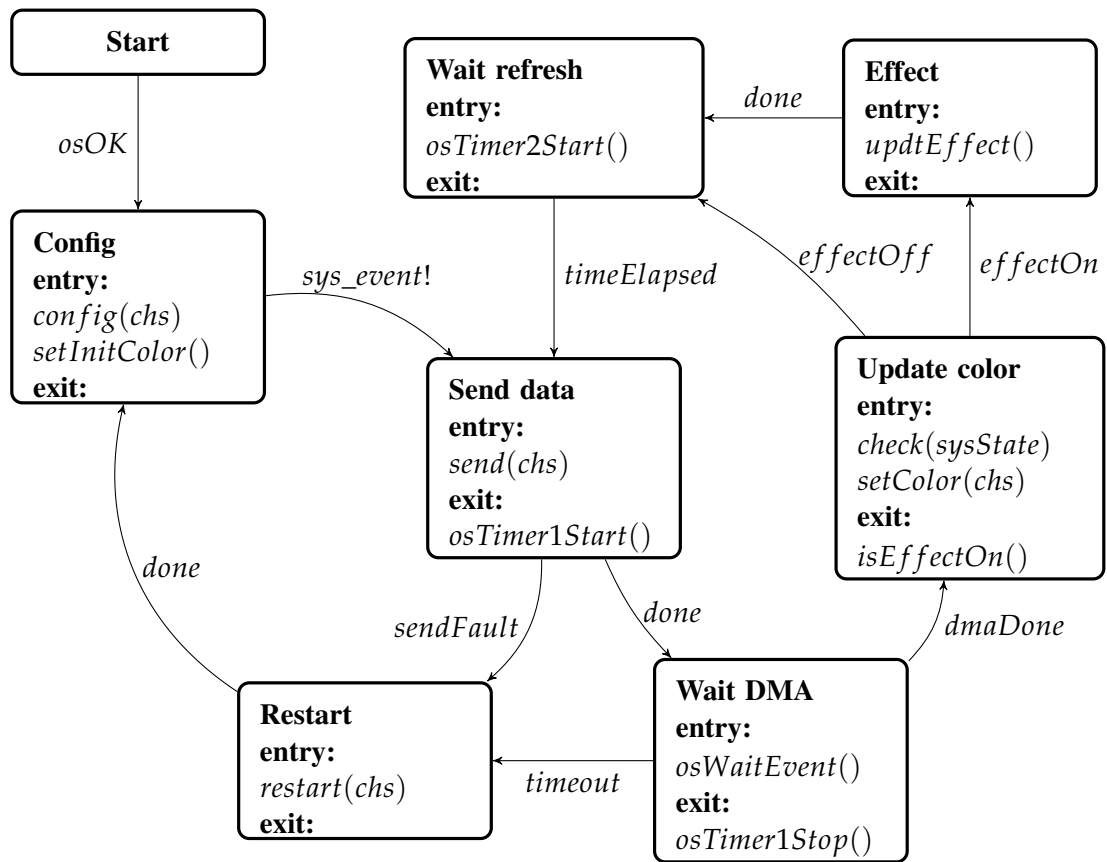 Start
osOK
Config
entry:
config(chs)
setInitColor()
exit:
sys_event!
Wait refresh
entry:
osTimer2Start()
exit:
done
Effect
entry:
updtEffect()
exit:
timeElapsed
effectOff
effectOn
Send data
entry:
send(chs)
exit:
osTimer1Start()
Update color
entry:
check(sysState)
setColor(chs)
exit:
isEffectOn()
done
sendFault
done
dmaDone
Restart
entry:
restart(chs)
exit:
timeout
Wait DMA
entry:
osWaitEvent()
exit:
osTimer1Stop()